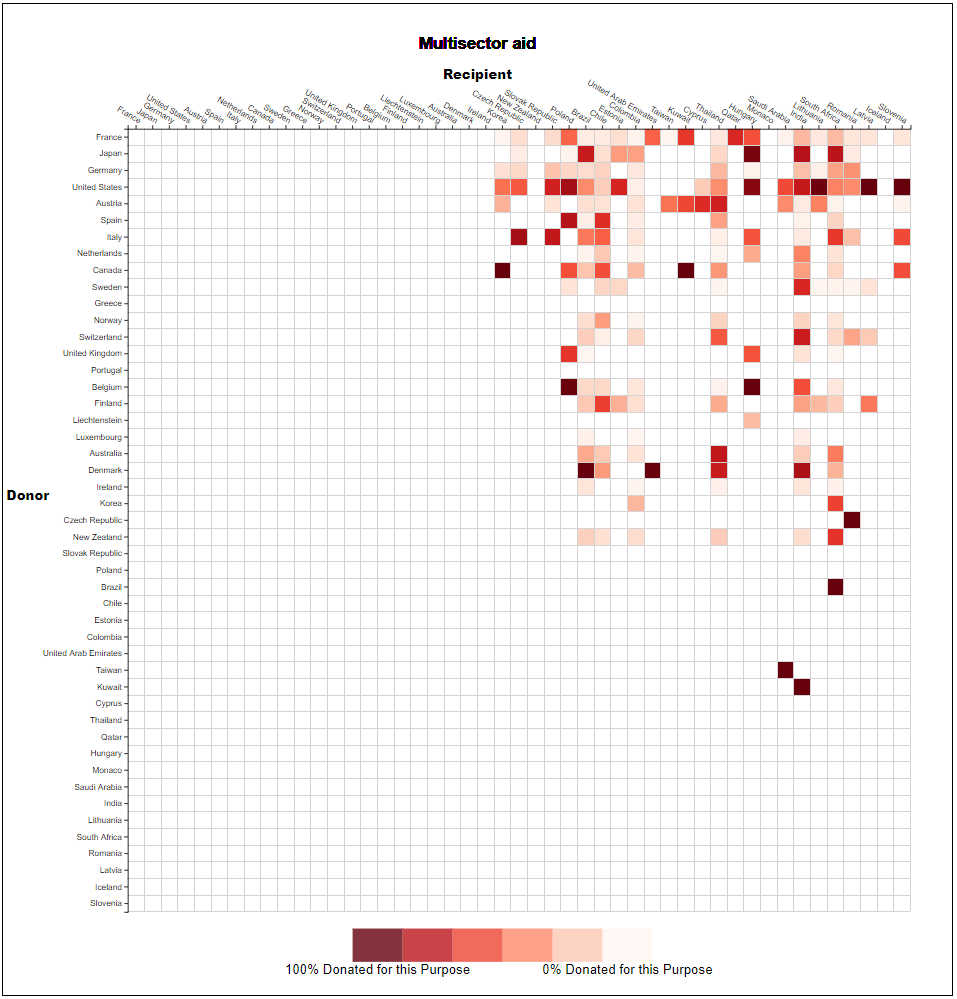 Multisector aid
Recipient
France
Japan
Germany
United States
Austria
Spain
Italy
Netherlands
Canada
Sweden
Greece
Norway
Switzerland
United Kingdom
Portugal
Belgium
Finland
Liechtenstein
Luxembourg
Australia
Denmark
Ireland
Korea
Czech Republic
New Zealand
Slovak Republic
Poland
Brazil
Chile
Estonia
Colombia
United Arab Emirates
Taiwan
Kuwait
Cyprus
Thailand
Qatar
Hungary
Monaco
Saudi Arabia
India
Lithuania
South Africa
Romania
Latvia
Iceland
Slovenia
France
Japan
Germany
United States
Austria
Spain
Italy
Netherlands
Canada
Sweden
Greece
Norway
Switzerland
United Kingdom
Portugal
Belgium
Finland
Liechtenstein
Luxembourg
Australia
Denmark
Ireland
Donor
Korea
Czech Republic
New Zealand
Slovak Republic
Poland
Brazil
Chile
Estonia
Colombia
United Arab Emirates
Taiwan
Kuwait
Cyprus
Thailand
Qatar
Hungary
Monaco
Saudi Arabia
India
Lithuania
South Africa
Romania
Latvia
Iceland
Slovenia
100% Donated for this Purpose
0% Donated for this Purpose